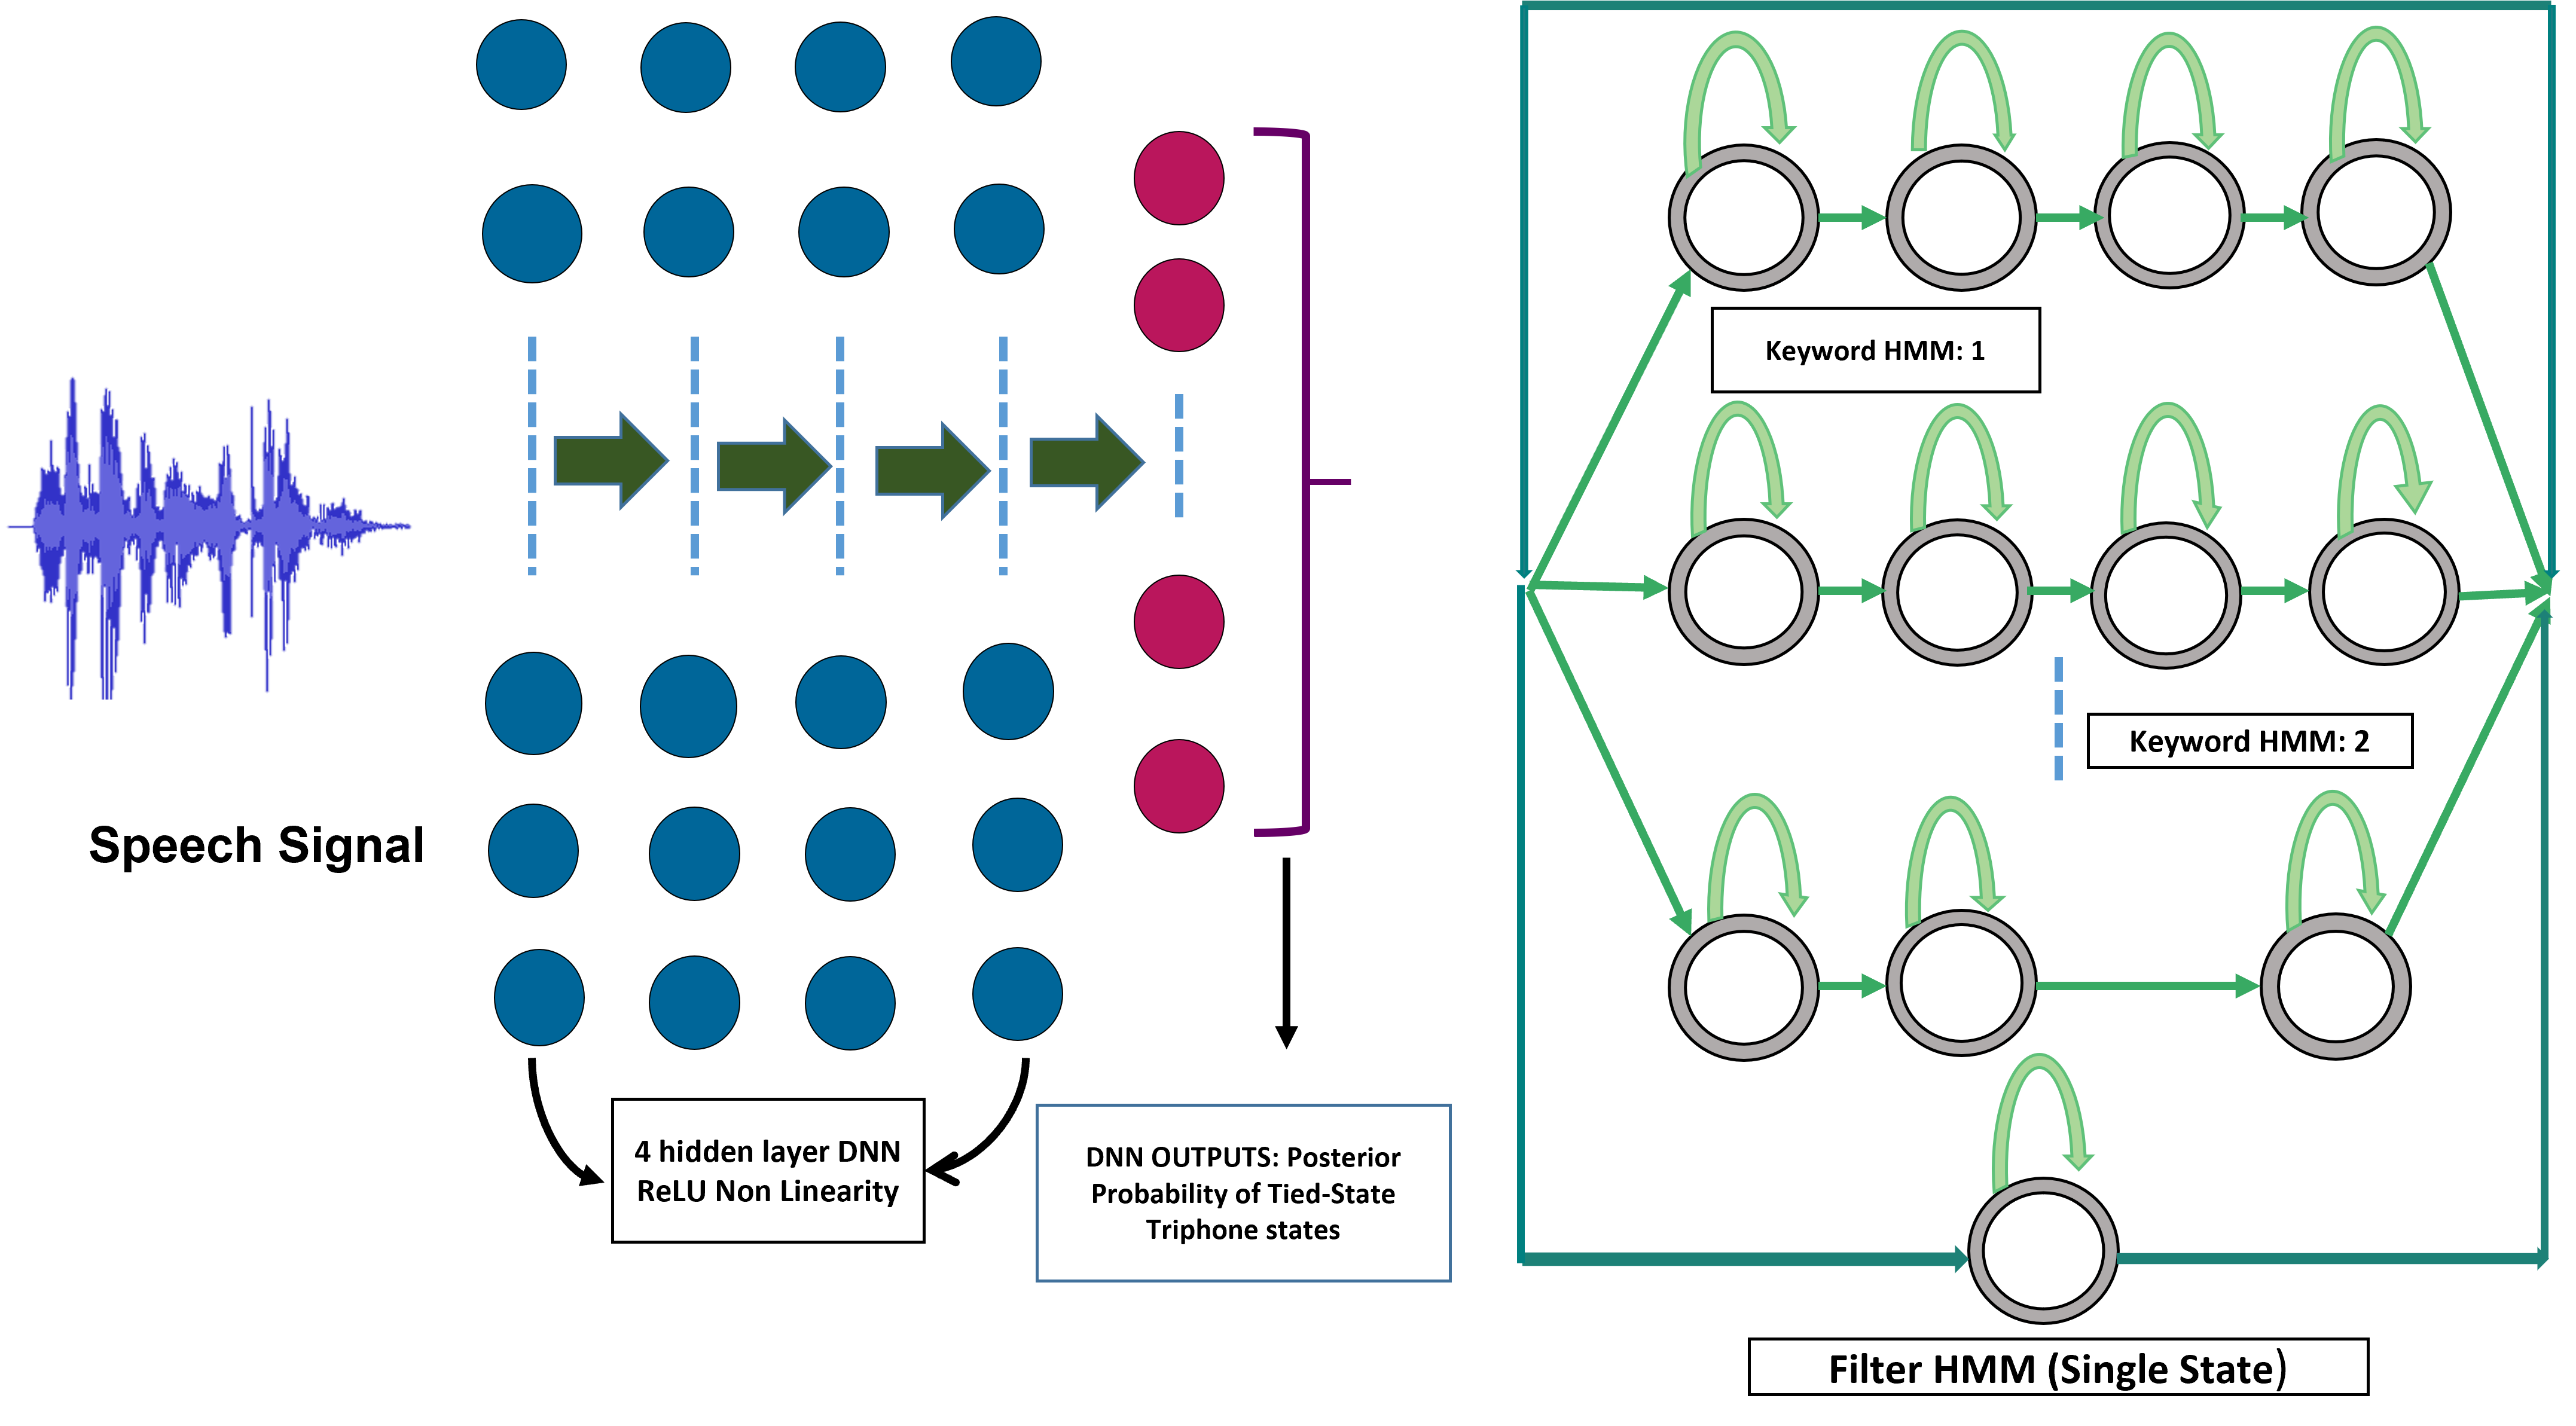 Speech Signal
4 hidden layer DNN
ReLU Non Linearity
DNN OUTPUTS: Posterior
Probability of Tied-State
Triphone states
Keyword HMM: 1
Keyword HMM: 2
Filter HMM (Single State)